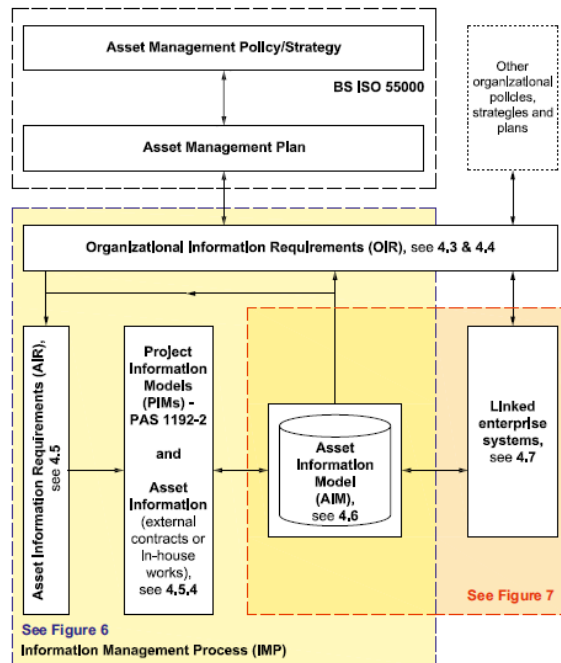 Asset Management Policy/Strategy
BS ISO 55000
Asset Management Plan
Other
organizational
policies,
strategies and
plans
Organizational Information Requirements (OIR), see 4.3 & 4.4
Asset Information Requirements (AIR),
see 4.5
Project
Information
Models
(PIMs) -
PAS 1192-2
and
Asset
Information
(external
contracts or
in-house
works),
see 4.5.4
Asset
Information
Model
(AIM),
see 4.6
Linked
enterprise
systems,
see 4.7
See Figure 7
See Figure 6
Information Management Process (IMP)